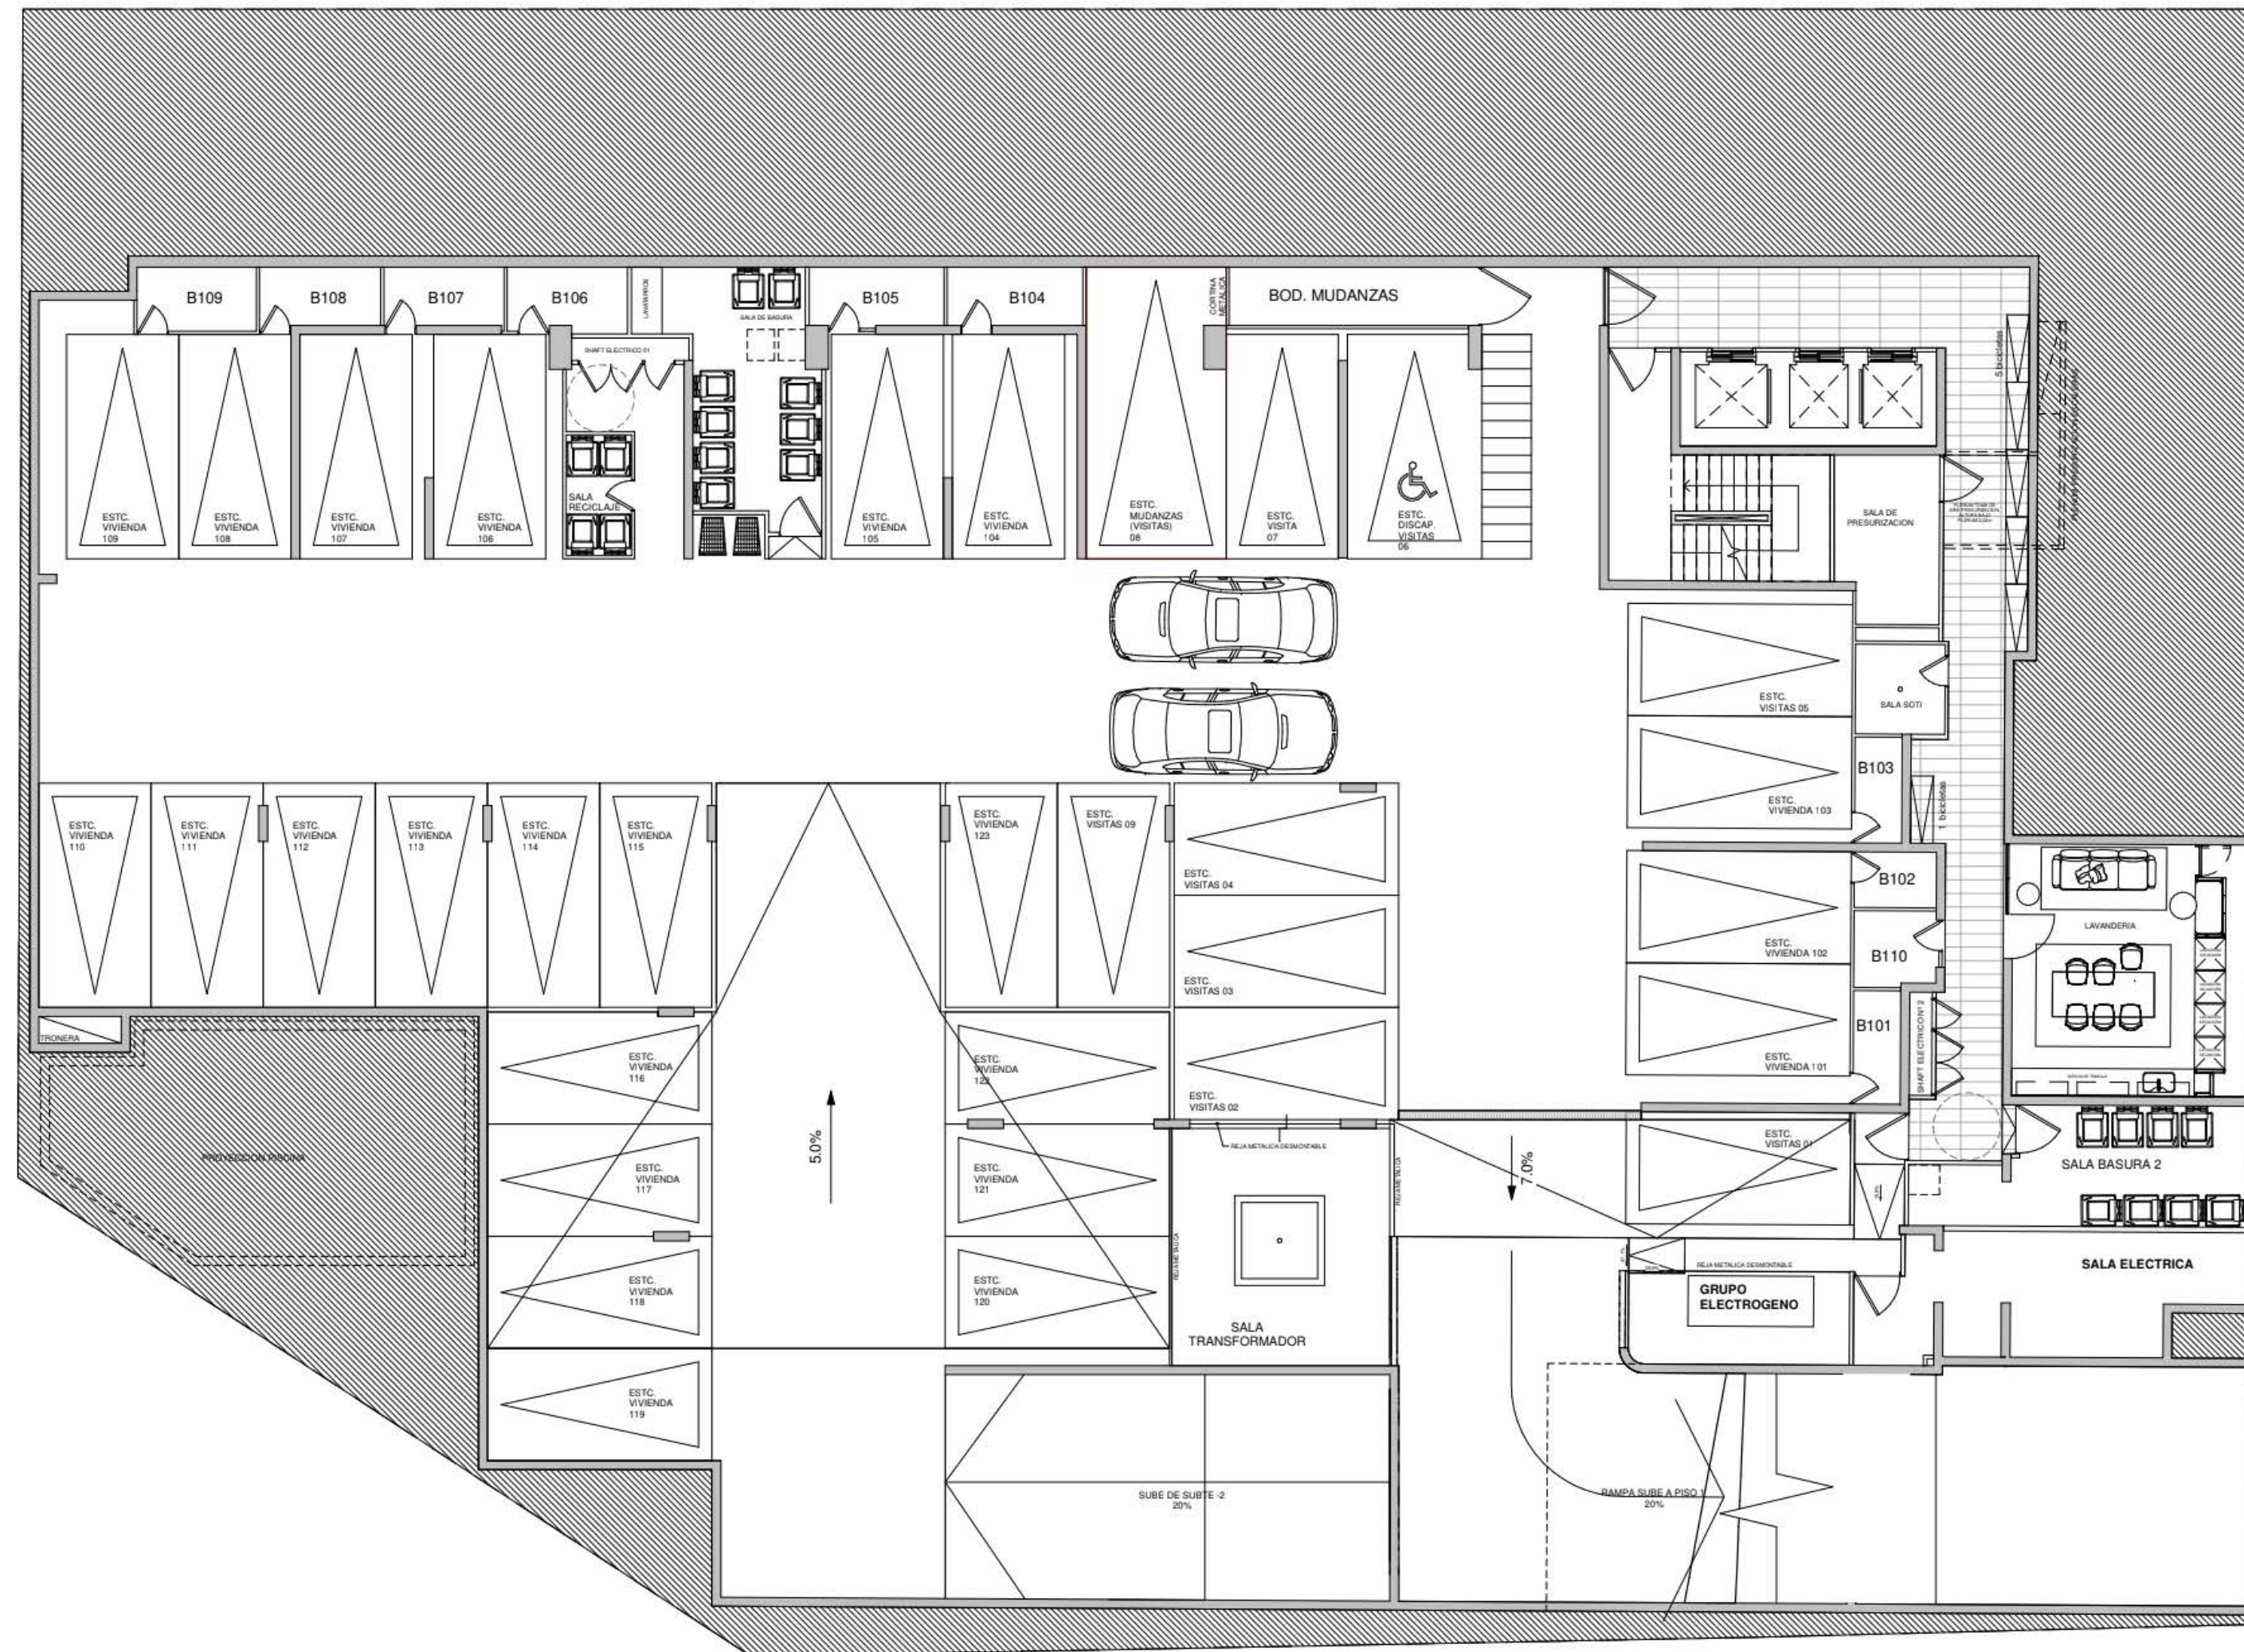 B109
B108
B107
B106
LAVATARROS
SALA DE BASURA
B105
B104
CORTINA
METALICA
BOD. MUDANZAS
SHAFT ELECTRICO 01
5 bicicletas
ESTC.
VIVIENDA
109
ESTC.
VIVIENDA
108
ESTC.
VIVIENDA
107
ESTC.
VIVIENDA
106
SALA
RECICLAJE
ESTC.
VIVIENDA
105
ESTC.
VIVIENDA
104
ESTC.
MUDANZAS
(VISITAS)
08
ESTC.
VISITA
07
ESTC.
DISCAP.
VISITAS
06
SALA DE
PRESURIZACION
ESTC.
VISITAS 05
SALA SOTI
B103
ESTC.
VIVIENDA 103
1 bicicletas
ESTC.
VIVIENDA
110
ESTC.
VIVIENDA
111
ESTC.
VIVIENDA
112
ESTC.
VIVIENDA
113
ESTC.
VIVIENDA
114
ESTC.
VIVIENDA
115
ESTC.
VIVIENDA
123
ESTC.
VISITAS 09
ESTC.
VISITAS 04
ESTC.
VISITAS 03
ESTC.
VISITAS 02
B102
ESTC.
VIVIENDA 102
B110
LAVANDERIA
B101
ESTC.
VIVIENDA 101
SHAFT ELECTRICO Nº 2
TRONERA
PROYECCION PISCINA
ESTC.
VIVIENDA
116
ESTC.
VIVIENDA
117
ESTC.
VIVIENDA
118
ESTC.
VIVIENDA
119
5.0%
ESTC.
VIVIENDA
122
ESTC.
VIVIENDA
121
ESTC.
VIVIENDA
120
REJA METALICA DESMONTABLE
REJA METALICA
REJA METALICA
SALA
TRANSFORMADOR
7.0%
ESTC.
VISITAS 01
SALA BASURA 2
REJA METALICA DESMONTABLE
GRUPO
ELECTROGENO
SALA ELECTRICA
SUBE DE SUBTE -2
20%
RAMPA SUBE A PISO 1
20%